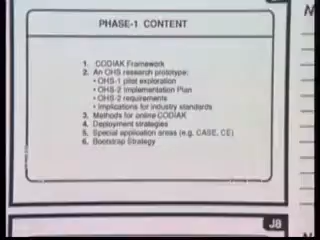 PHASE-1 CONTENT
1. CODIAK Framework
2. An OHS research prototype:
• OHS-1 pilot exploration
• OHS-2 Implementation Plan
• OHS-2 requirements
• Implications for industry standards
3. Methods for online CODIAK
4. Deployment strategies
5. Special application areas (e.g. CASE, CE)
6. Bootstrap Strategy
J8
N